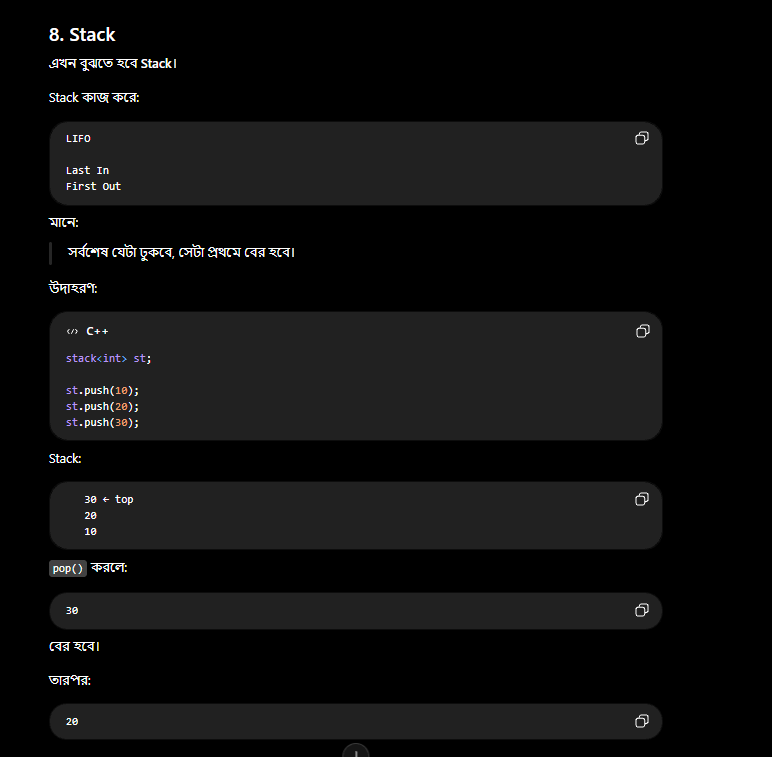 8. Stack
এখন বুঝতে হবে Stack।
Stack কাজ করে:
LIFO
Last In
First Out
মানে:
সর্বশেষ যেটা ঢুকবে, সেটা প্রথমে বের হবে।
উদাহরণ:
</> C++
stack<int> st;
st.push(10);
st.push(20);
st.push(30);
Stack:
30 ← top
20
10
pop() করলে:
30
বের হবে।
তারপর:
20